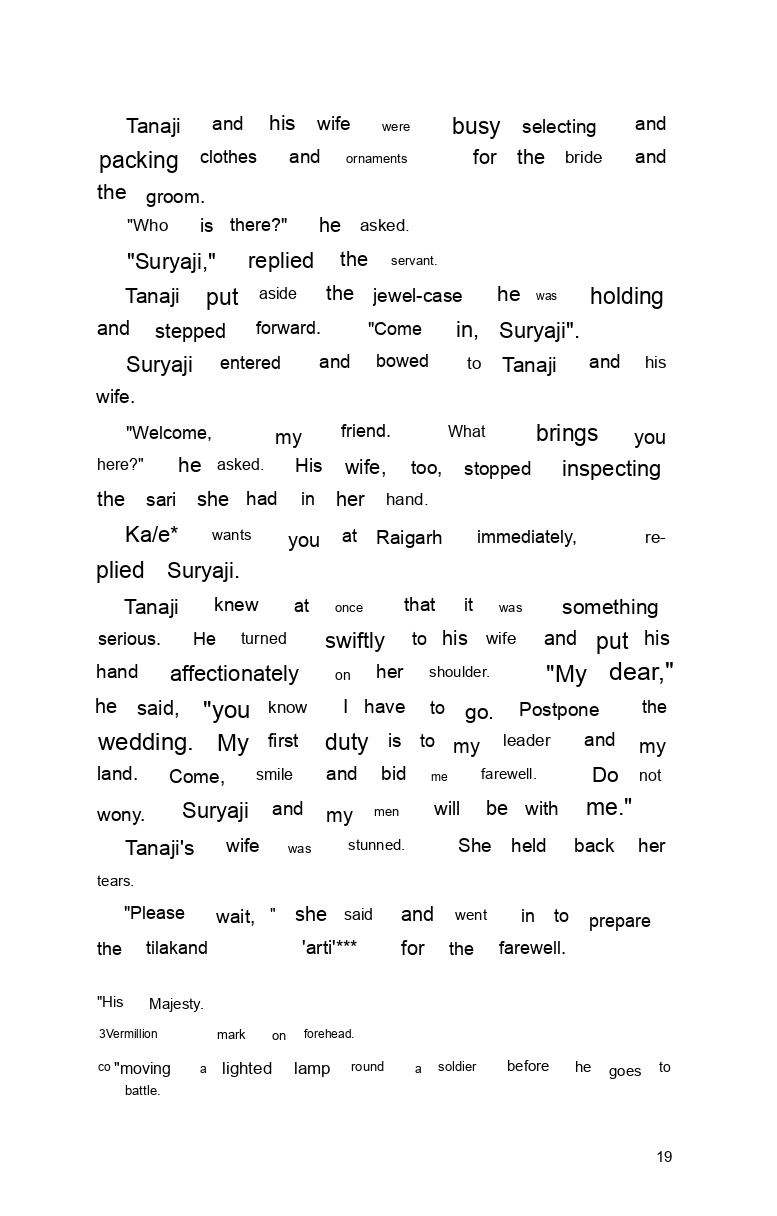 Tanaji and his wife were busy selecting and
packing clothes and ornaments for the bride and
the groom.
"Who is there?" he asked.
"Suryaji," replied the servant.
Tanaji put aside the jewel-case he was holding
and stepped forward. "Come in, Suryaji".
Suryaji entered and bowed to Tanaji and his
wife.
"Welcome, my friend. What brings you
here?" he asked. His wife, too, stopped inspecting
the sari she had in her hand.
Ka/e* wants you at Raigarh immediately, re-
plied Suryaji.
Tanaji knew at once that it was something
serious. He turned swiftly to his wife and put his
hand affectionately on her shoulder. "My dear,"
he said, "you know I have to go. Postpone the
wedding. My first duty is to my leader and my
land. Come, smile and bid me farewell. Do not
wony. Suryaji and my men will be with me."
Tanaji's wife was stunned. She held back her
tears.
"Please wait, " she said and went in to prepare
the tilakand 'arti'*** for the farewell.
"His Majesty.
3Vermillion mark on forehead.
co "moving a lighted lamp round a soldier before he goes to
battle.
19